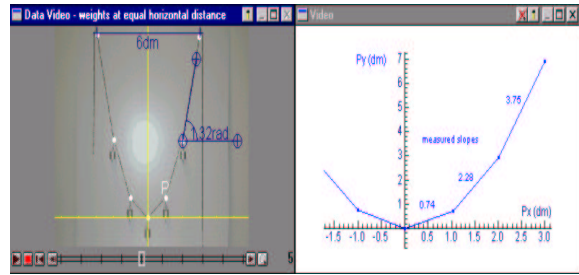 Data Video - weights at equal horizontal distance
6dm
1.32rad
P
5
Video
Py (dm)
7
6
5
4
3
2
1
3.76
measured slopes
2.28
0.74
Px (dm)
-1.5 -1.0 0.0 0.5 1.0 1.5 2.0 2.5 3.0